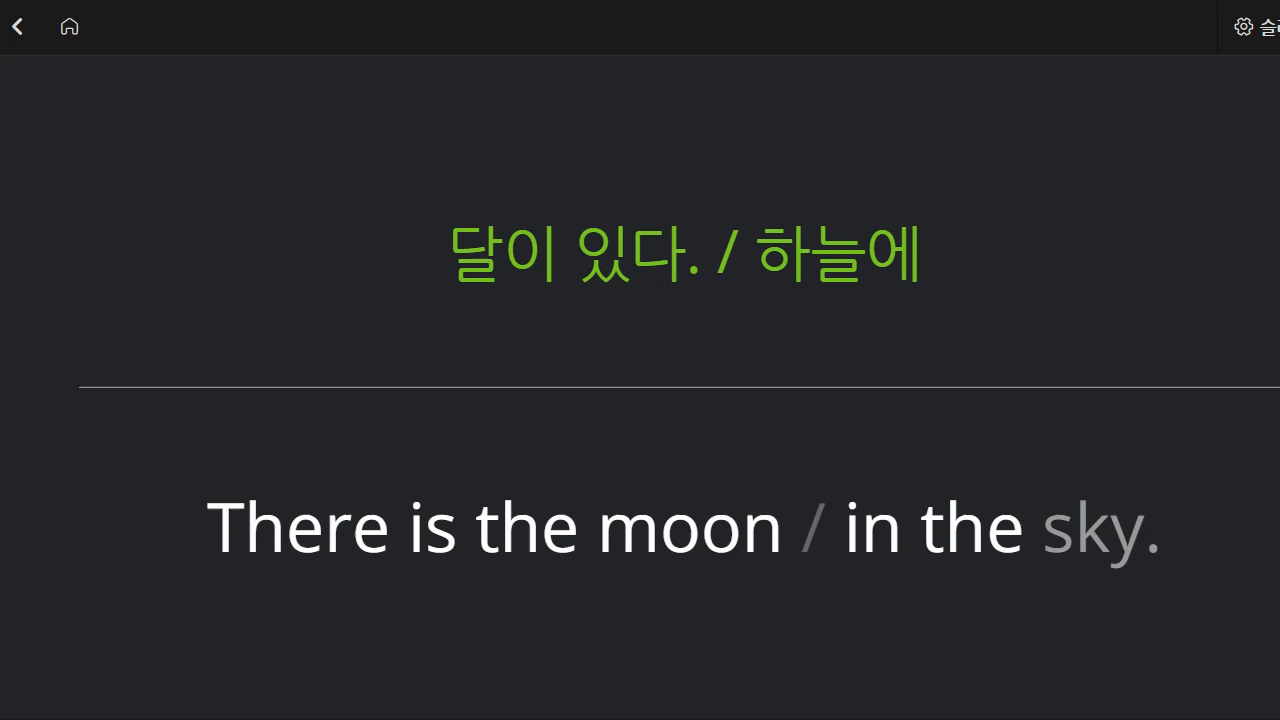 달이 있다. / 하늘에
There is the moon / in the sky.